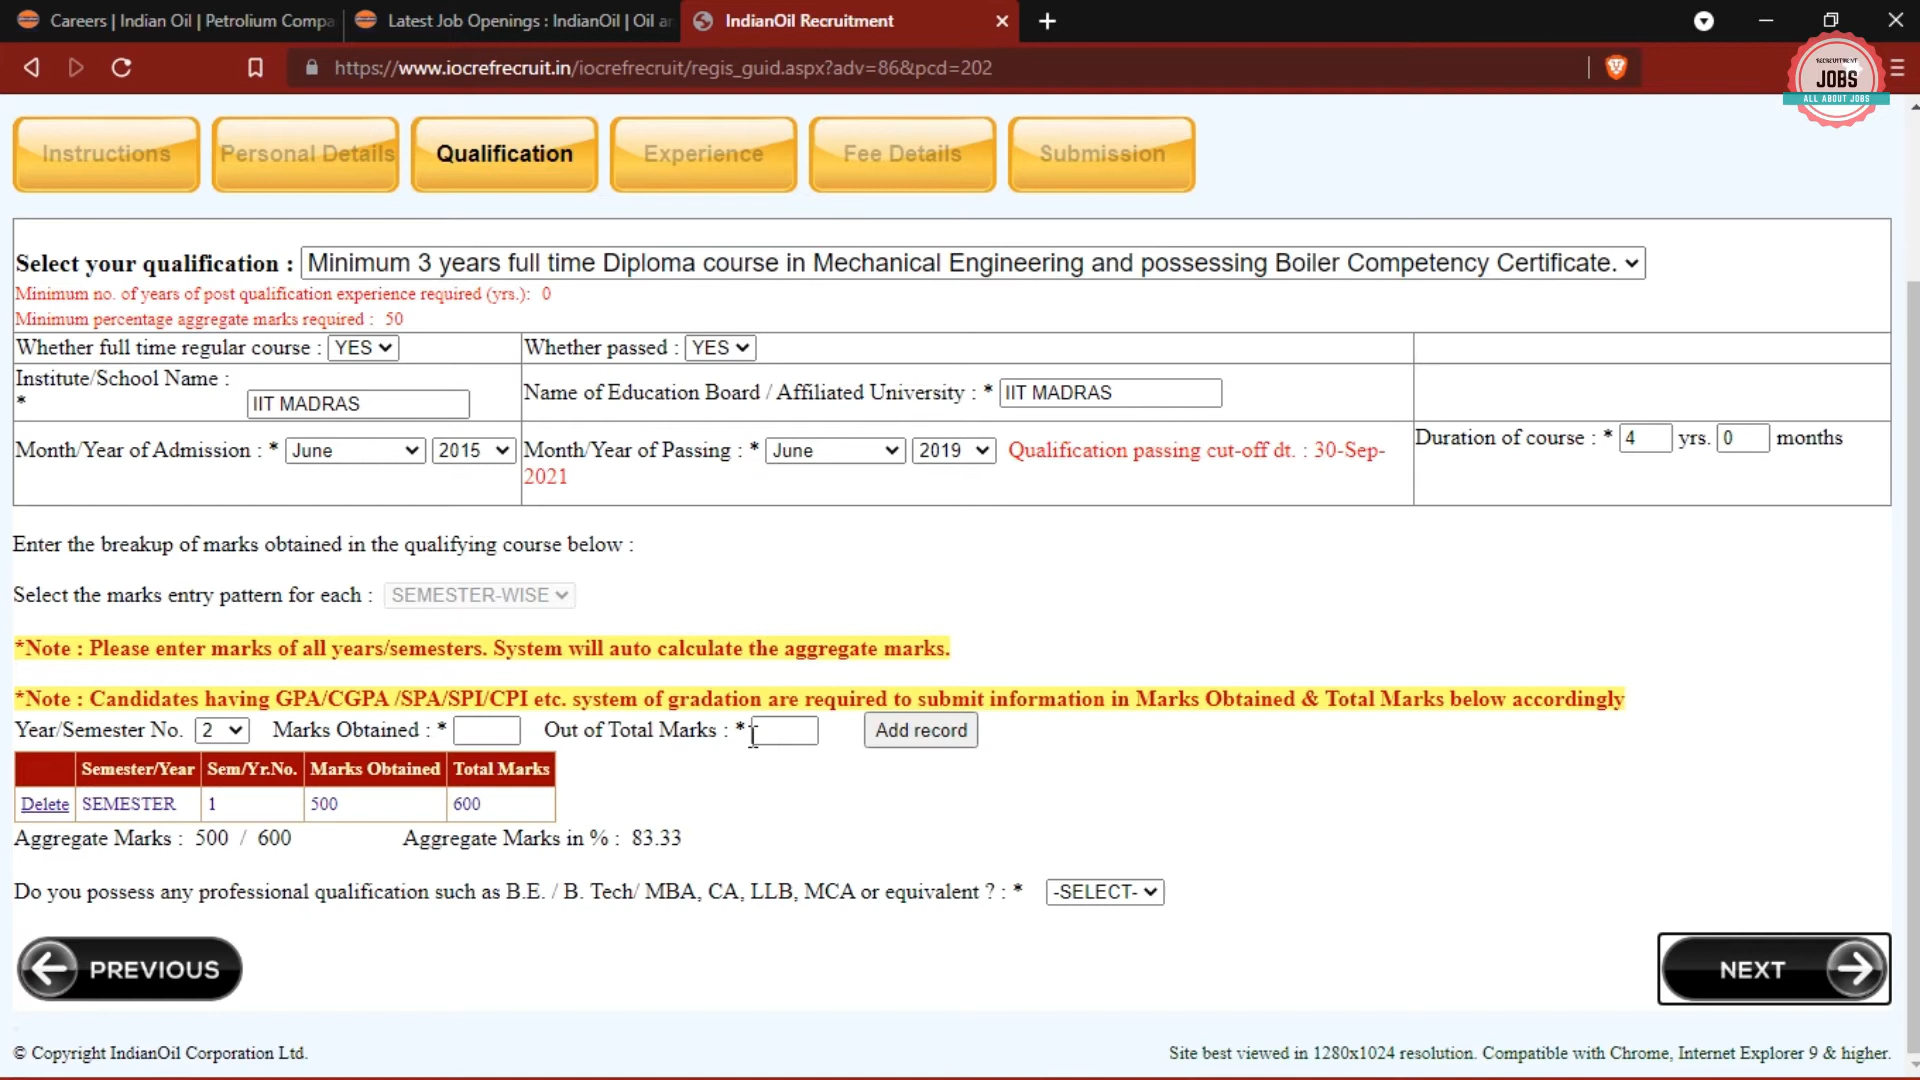 Careers | Indian Oil | Petrolium Compa
Latest Job Openings : IndianOil | Oil a
IndianOil Recruitment
https://www.iocrefrecruit.in/iocrefrecruit/regis_guid.aspx?adv=86&pcd=202
RECRUITMENT
JOBS
ALL ABOUT JOBS
Instructions
Personal Details
Qualification
Experience
Fee Details
Submission
Select your qualification : Minimum 3 years full time Diploma course in Mechanical Engineering and possessing Boiler Competency Certificate.
Minimum no. of years of post qualification experience required (yrs.): 0
Minimum percentage aggregate marks required : 50
Whether full time regular course : YES
Whether passed : YES
Institute/School Name : * IIT MADRAS
Name of Education Board / Affiliated University : * IIT MADRAS
Month/Year of Admission : * June 2015
Month/Year of Passing : * June 2019 Qualification passing cut-off dt. : 30-Sep-
2021
Duration of course : * 4 yrs. 0 months
Enter the breakup of marks obtained in the qualifying course below :
Select the marks entry pattern for each : SEMESTER-WISE
*Note : Please enter marks of all years/semesters. System will auto calculate the aggregate marks.
*Note : Candidates having GPA/CGPA /SPA/SPI/CPI etc. system of gradation are required to submit information in Marks Obtained & Total Marks below accordingly
Year/Semester No. 2 Marks Obtained : * Out of Total Marks : * Add record
Semester/Year Sem/Yr.No. Marks Obtained Total Marks
Delete SEMESTER 1 500 600
Aggregate Marks : 500 / 600 Aggregate Marks in % : 83.33
Do you possess any professional qualification such as B.E. / B. Tech/ MBA, CA, LLB, MCA or equivalent ? : * -SELECT-
PREVIOUS
NEXT
© Copyright IndianOil Corporation Ltd.
Site best viewed in 1280x1024 resolution. Compatible with Chrome, Internet Explorer 9 & higher.